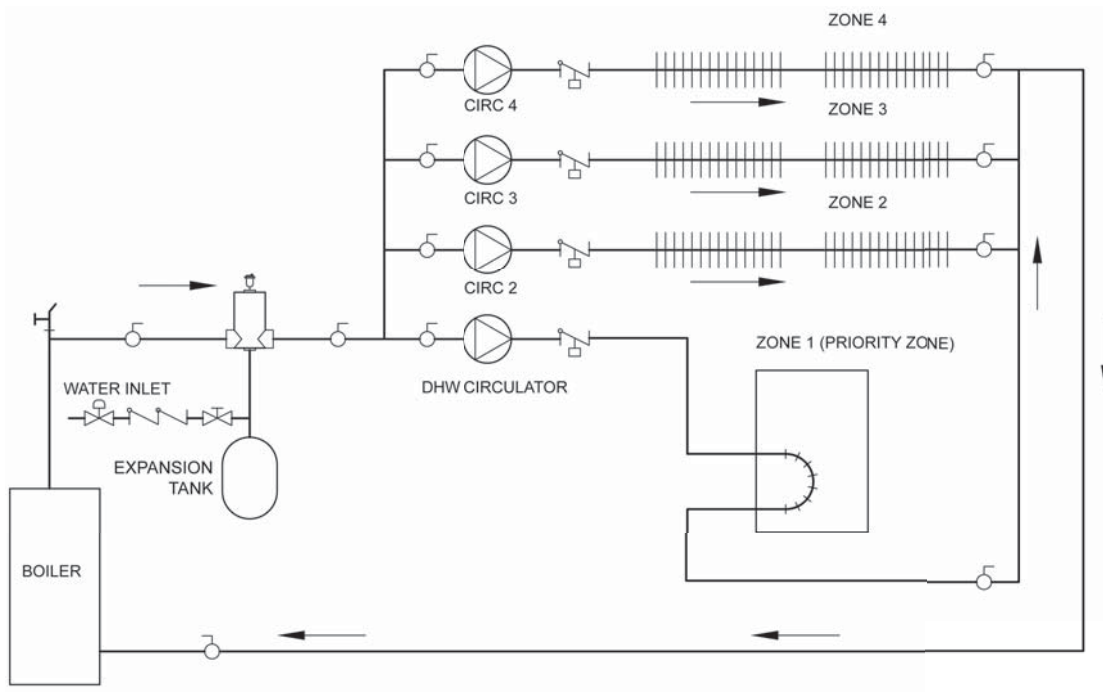 ZONE 4
CIRC 4
ZONE 3
CIRC 3
ZONE 2
CIRC 2
ZONE 1 (PRIORITY ZONE)
DHW CIRCULATOR
WATER INLET
EXPANSION
TANK
BOILER